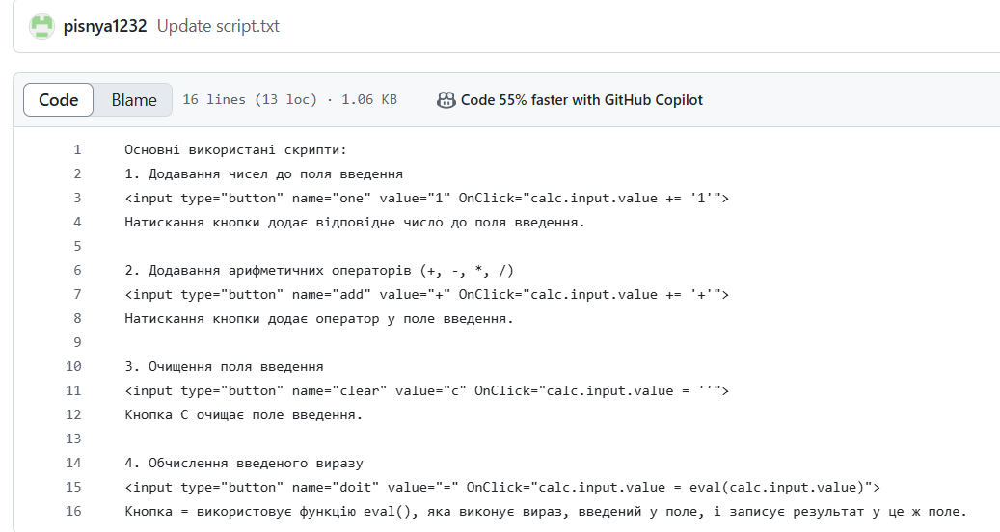 pisnya1232 Update script.txt
Code Blame 16 lines (13 loc) · 1.06 KB Code 55% faster with GitHub Copilot
1 Основні використані скрипти:
2 1. Додавання чисел до поля введення
3 <input type="button" name="one" value="1" OnClick="calc.input.value += '1'">
4 Натискання кнопки додає відповідне число до поля введення.
5
6 2. Додавання арифметичних операторів (+, -, *, /)
7 <input type="button" name="add" value="+" OnClick="calc.input.value += '+'">
8 Натискання кнопки додає оператор у поле введення.
9
10 3. Очищення поля введення
11 <input type="button" name="clear" value="c" OnClick="calc.input.value = ''">
12 Кнопка C очищає поле введення.
13
14 4. Обчислення введеного виразу
15 <input type="button" name="doit" value="=" OnClick="calc.input.value = eval(calc.input.value)">
16 Кнопка = використовує функцію eval(), яка виконує вираз, введений у поле, і записує результат у це ж поле.